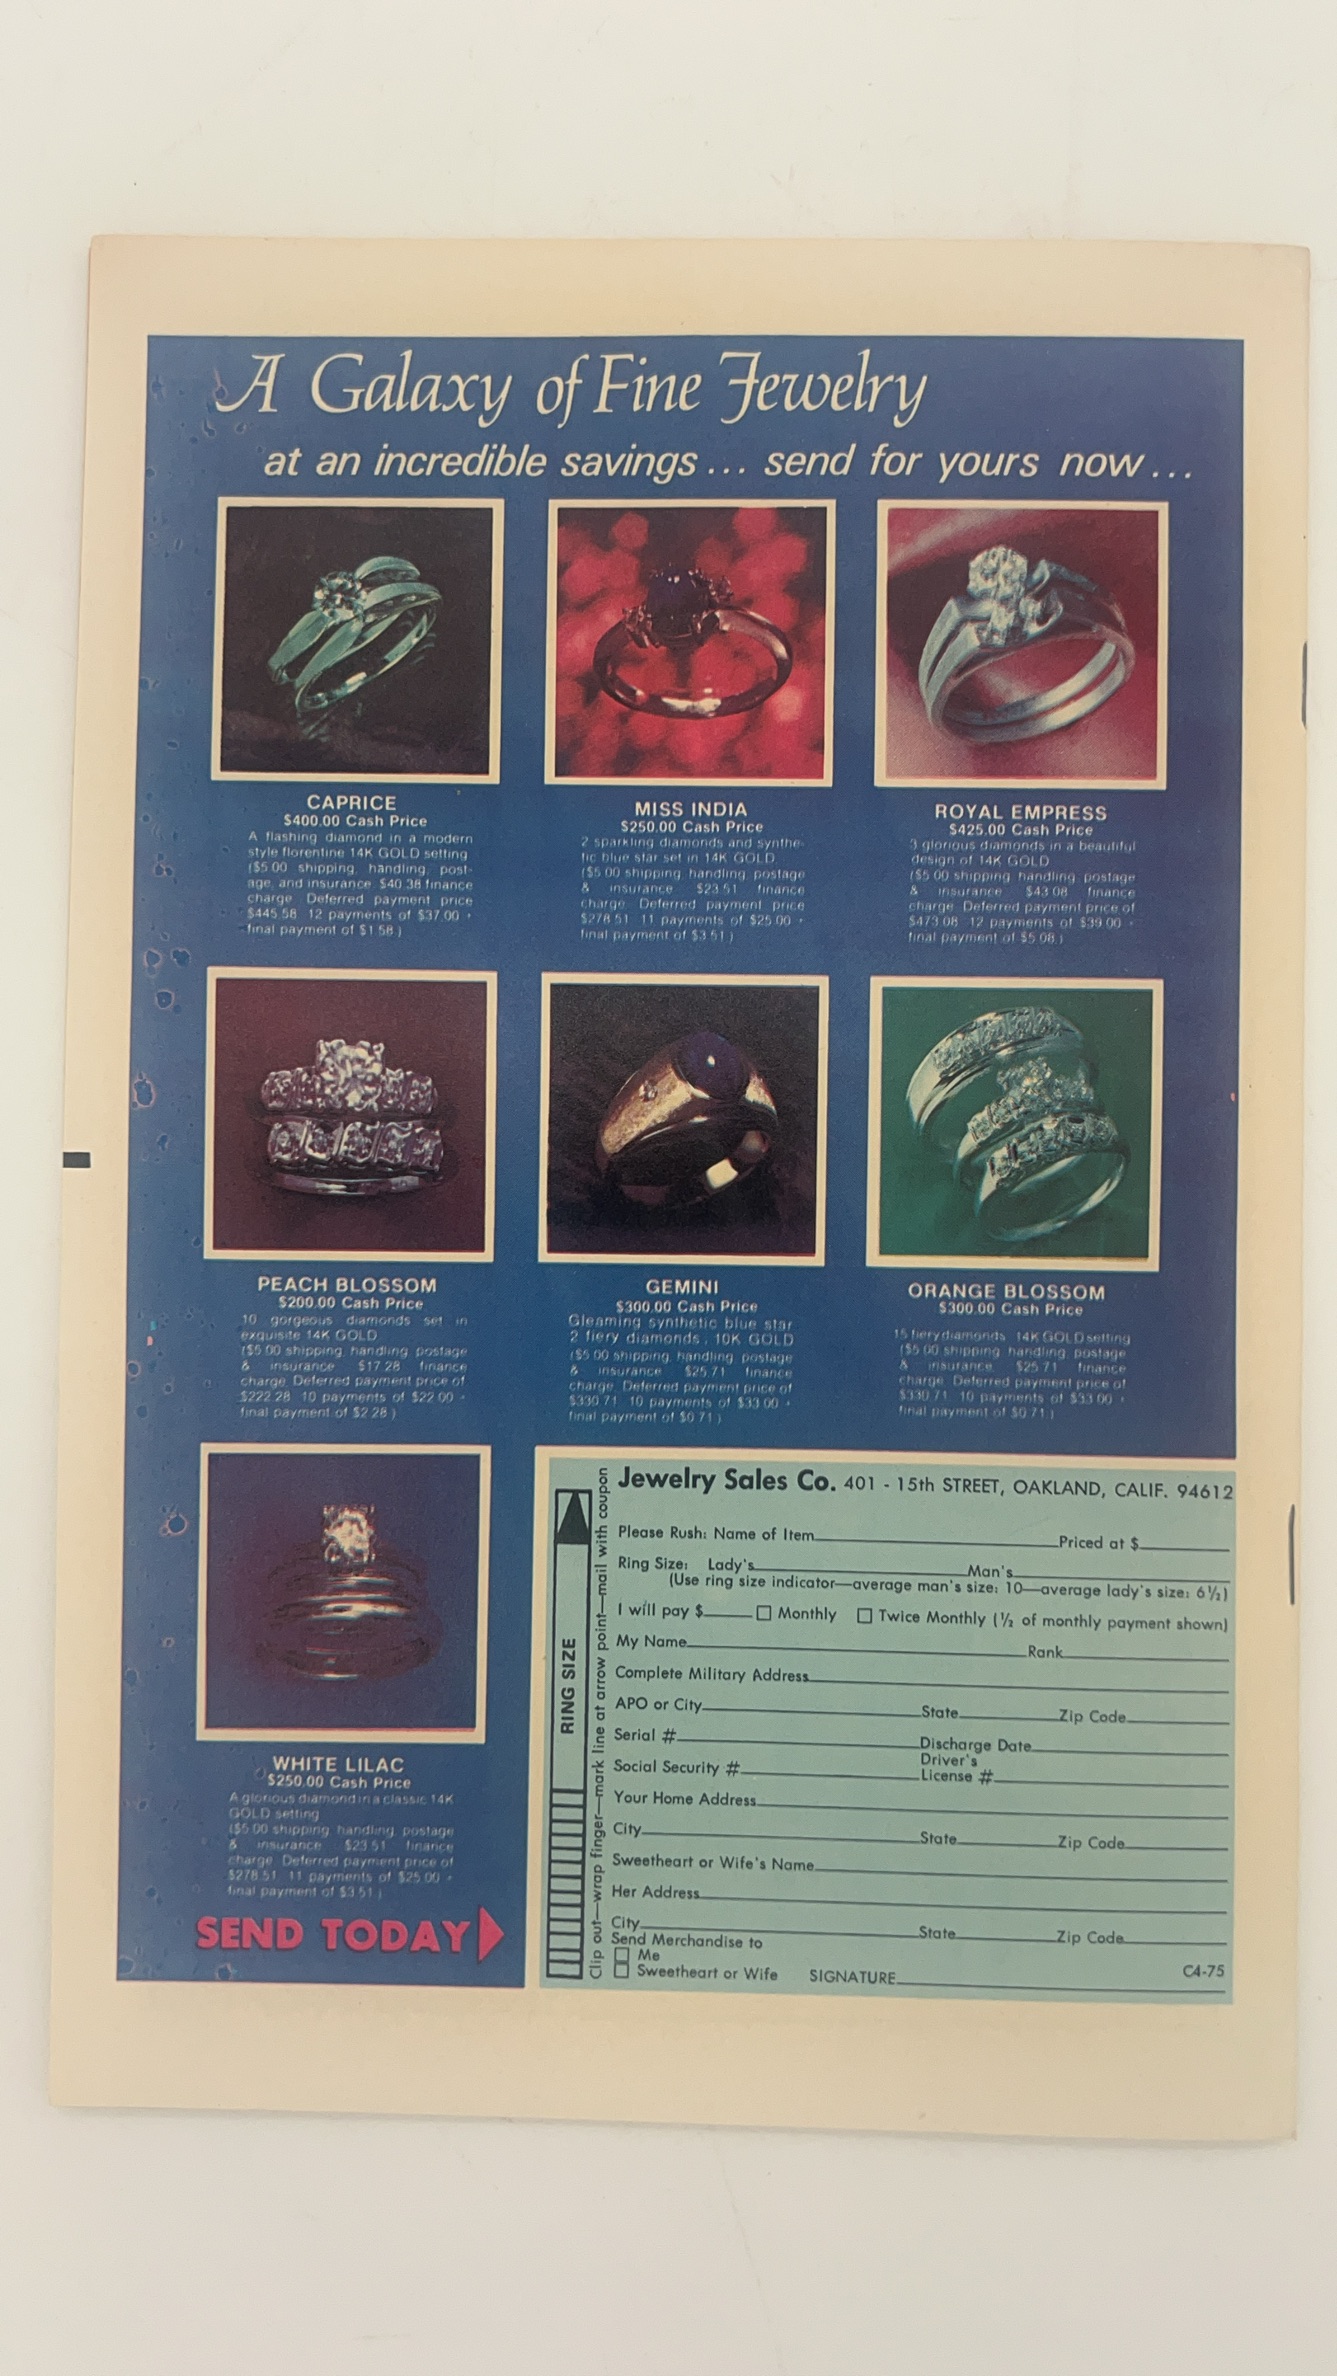 A Galaxy of Fine Jewelry
at an incredible savings... send for yours now...
CAPRICE
$400.00 Cash Price
A flashing diamond in a modern
style florentine 14K GOLD setting
($5.00 shipping, handling, post-
age, and insurance $40.38 finance
charge Deferred payment price
$445.58 12 payments of $37.00 +
final payment of $1.58.)
MISS INDIA
$250.00 Cash Price
2 sparkling diamonds and synthe-
tic blue star set in 14K GOLD
($5.00 shipping, handling, postage
& insurance $23.51 finance
charge. Deferred payment price
$278.51 11 payments of $25.00 +
final payment of $3.51)
ROYAL EMPRESS
$425.00 Cash Price
3 glorious diamonds in a beautiful
design of 14K GOLD
($5.00 shipping, handling, postage
& insurance $43.08 finance
charge. Deferred payment price of
$473.08 12 payments of $39.00 +
final payment of $5.08.)
PEACH BLOSSOM
$200.00 Cash Price
10 gorgeous diamonds set in
exquisite 14K GOLD
($5.00 shipping, handling, postage
& insurance $17.28 finance
charge. Deferred payment price of
$222.28 10 payments of $22.00 +
final payment of $2.28)
GEMINI
$300.00 Cash Price
Gleaming synthetic blue star
2 fiery diamonds, 10K GOLD
($5.00 shipping, handling, postage
& insurance $25.71 finance
charge. Deferred payment price of
$330.71 10 payments of $33.00 +
final payment of $0.71)
ORANGE BLOSSOM
$300.00 Cash Price
15 fiery diamonds 14K GOLD setting
($5.00 shipping, handling, postage
& insurance $25.71 finance
charge. Deferred payment price of
$330.71 10 payments of $33.00 +
final payment of $0.71)
WHITE LILAC
$250.00 Cash Price
A glorious diamond in a classic 14K
GOLD setting
($5.00 shipping, handling, postage
& insurance $23.51 finance
charge. Deferred payment price of
$278.51 11 payments of $25.00 +
final payment of $3.51)
SEND TODAY
RING SIZE
Clip out—wrap finger—mark line at arrow point—mail with coupon
Jewelry Sales Co. 401 - 15th STREET, OAKLAND, CALIF. 94612
Please Rush: Name of Item Priced at $
Ring Size: Lady's Man's
(Use ring size indicator—average man's size: 10—average lady's size: 6½)
I will pay $ Monthly Twice Monthly (½ of monthly payment shown)
My Name Rank
Complete Military Address
APO or City State Zip Code
Serial # Discharge Date
Social Security # Driver's
License #
Your Home Address
City State Zip Code
Sweetheart or Wife's Name
Her Address
City State Zip Code
Send Merchandise to
Me
Sweetheart or Wife SIGNATURE C4-75